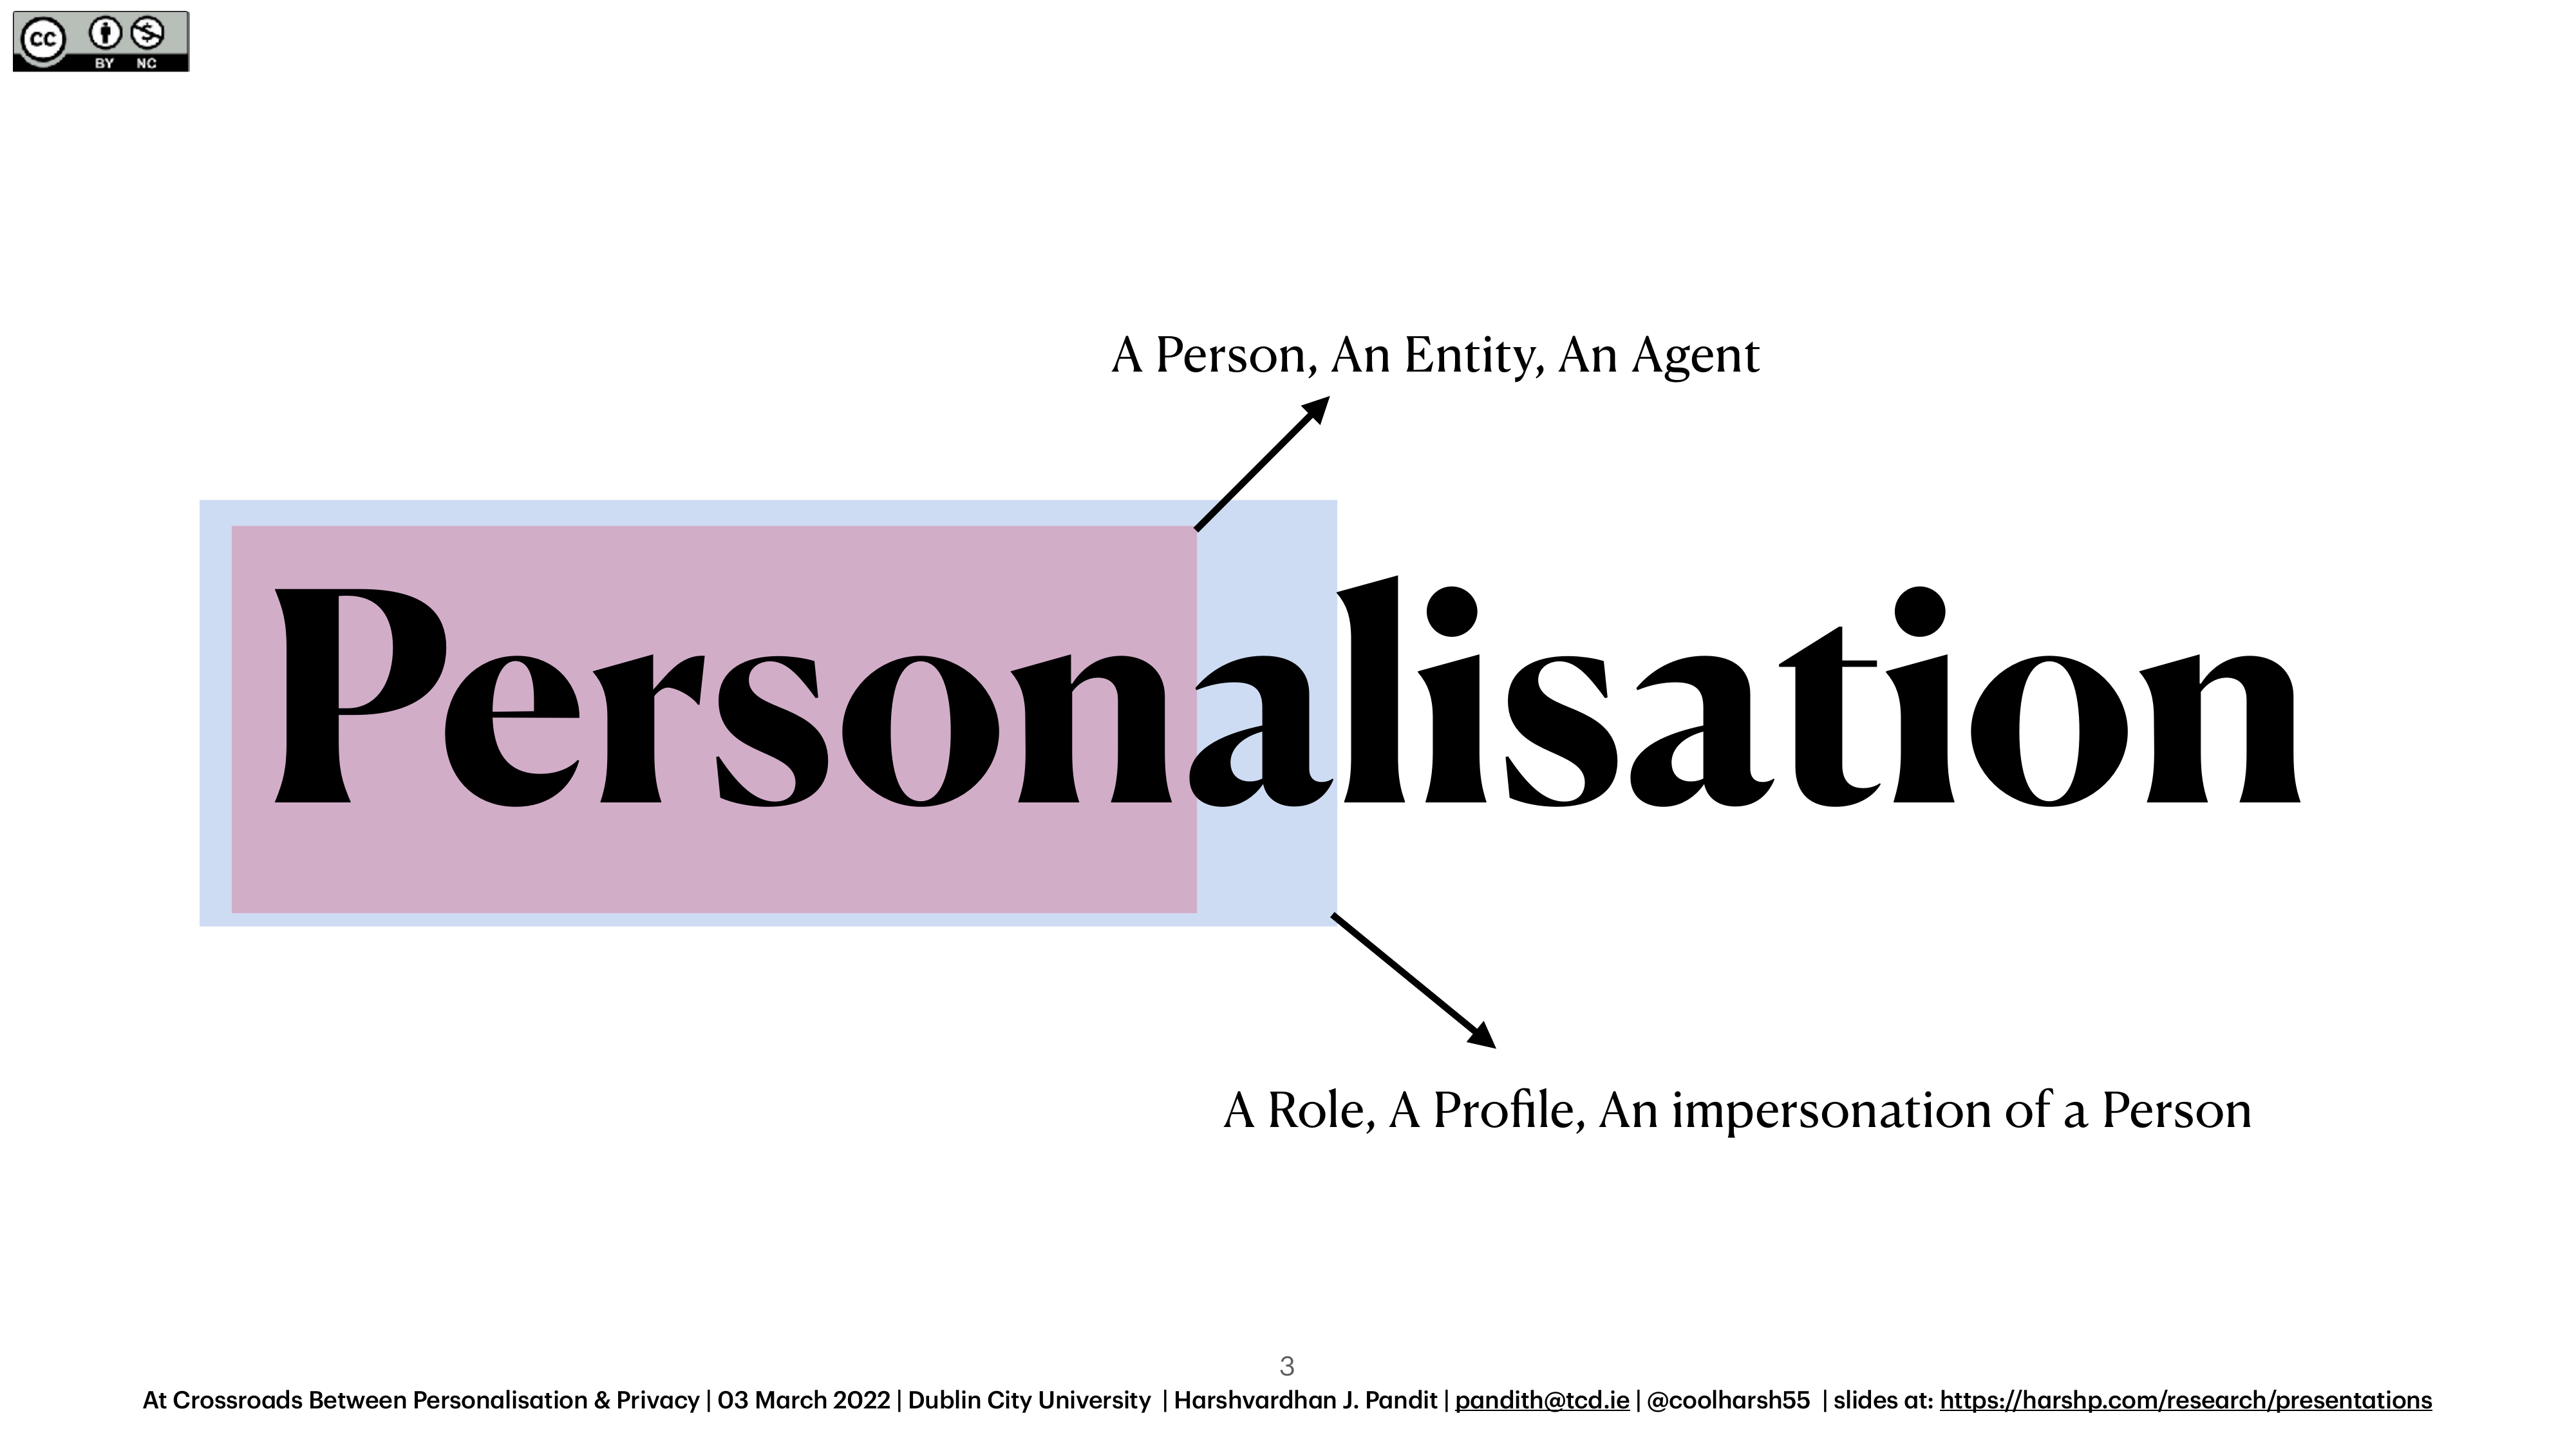 cc BY NC
A Person, An Entity, An Agent
Personalisation
A Role, A Profile, An impersonation of a Person
3
At Crossroads Between Personalisation & Privacy | 03 March 2022 | Dublin City University | Harshvardhan J. Pandit | pandith@tcd.ie | @coolharsh55 | slides at: https://harshp.com/research/presentations